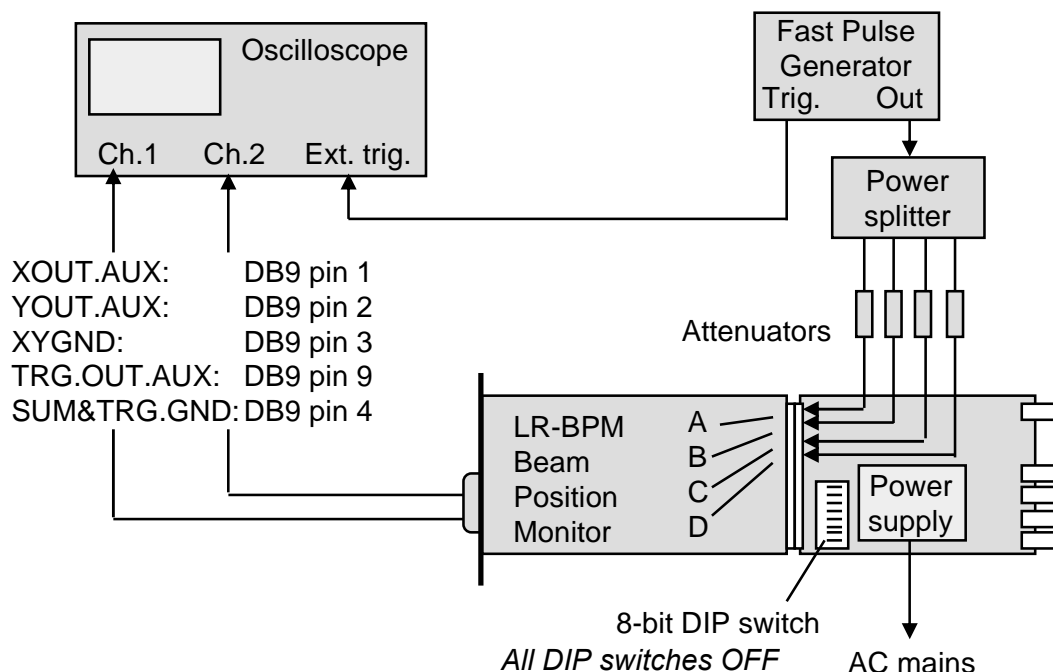 Oscilloscope
Ch.1 Ch.2 Ext. trig.
Fast Pulse
Generator
Trig. Out
Power
splitter
XOUT.AUX: DB9 pin 1
YOUT.AUX: DB9 pin 2
XYGND: DB9 pin 3
TRG.OUT.AUX: DB9 pin 9
SUM&TRG.GND: DB9 pin 4
Attenuators
LR-BPM
Beam
Position
Monitor
A
B
C
D
Power
supply
8-bit DIP switch
All DIP switches OFF
AC mains